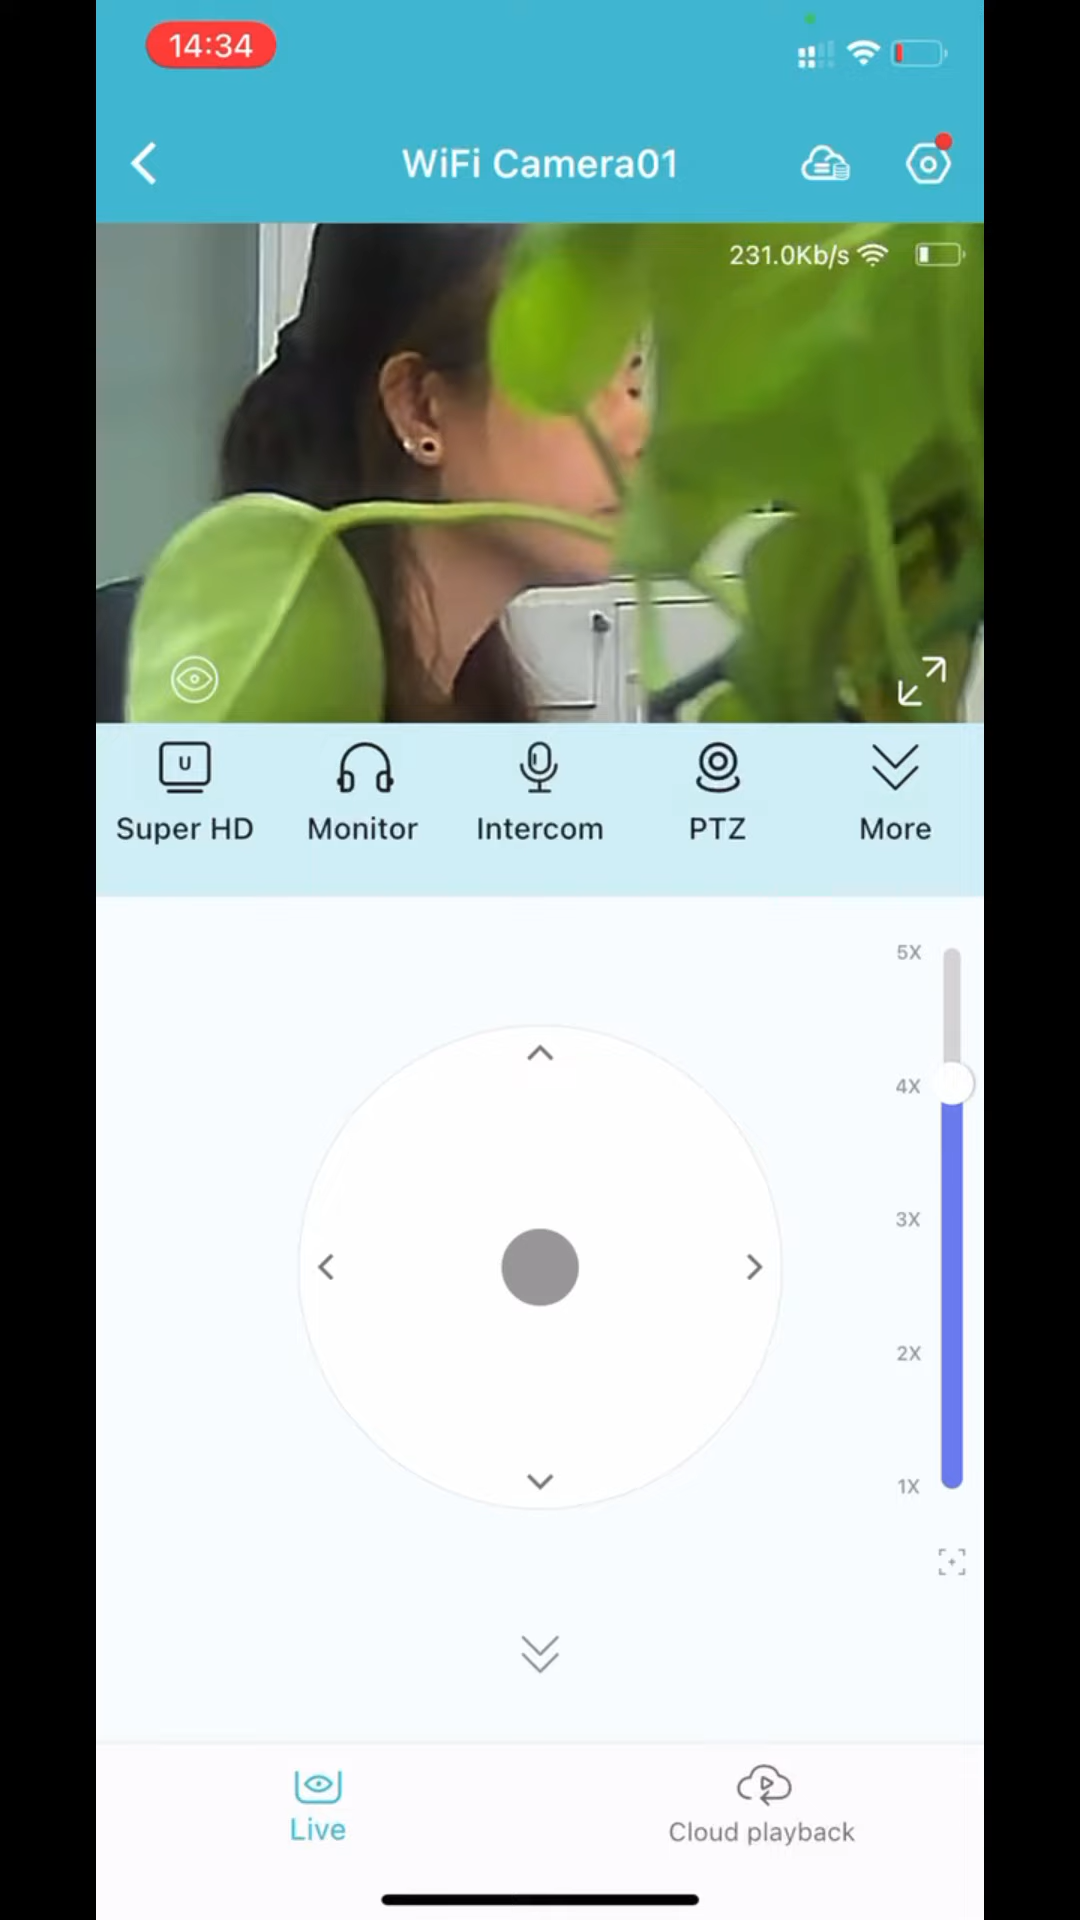 14:34
WiFi Camera01
231.0Kb/s
U
Super HD
Monitor
Intercom
PTZ
More
5X
4X
3X
2X
1X
Live
Cloud playback